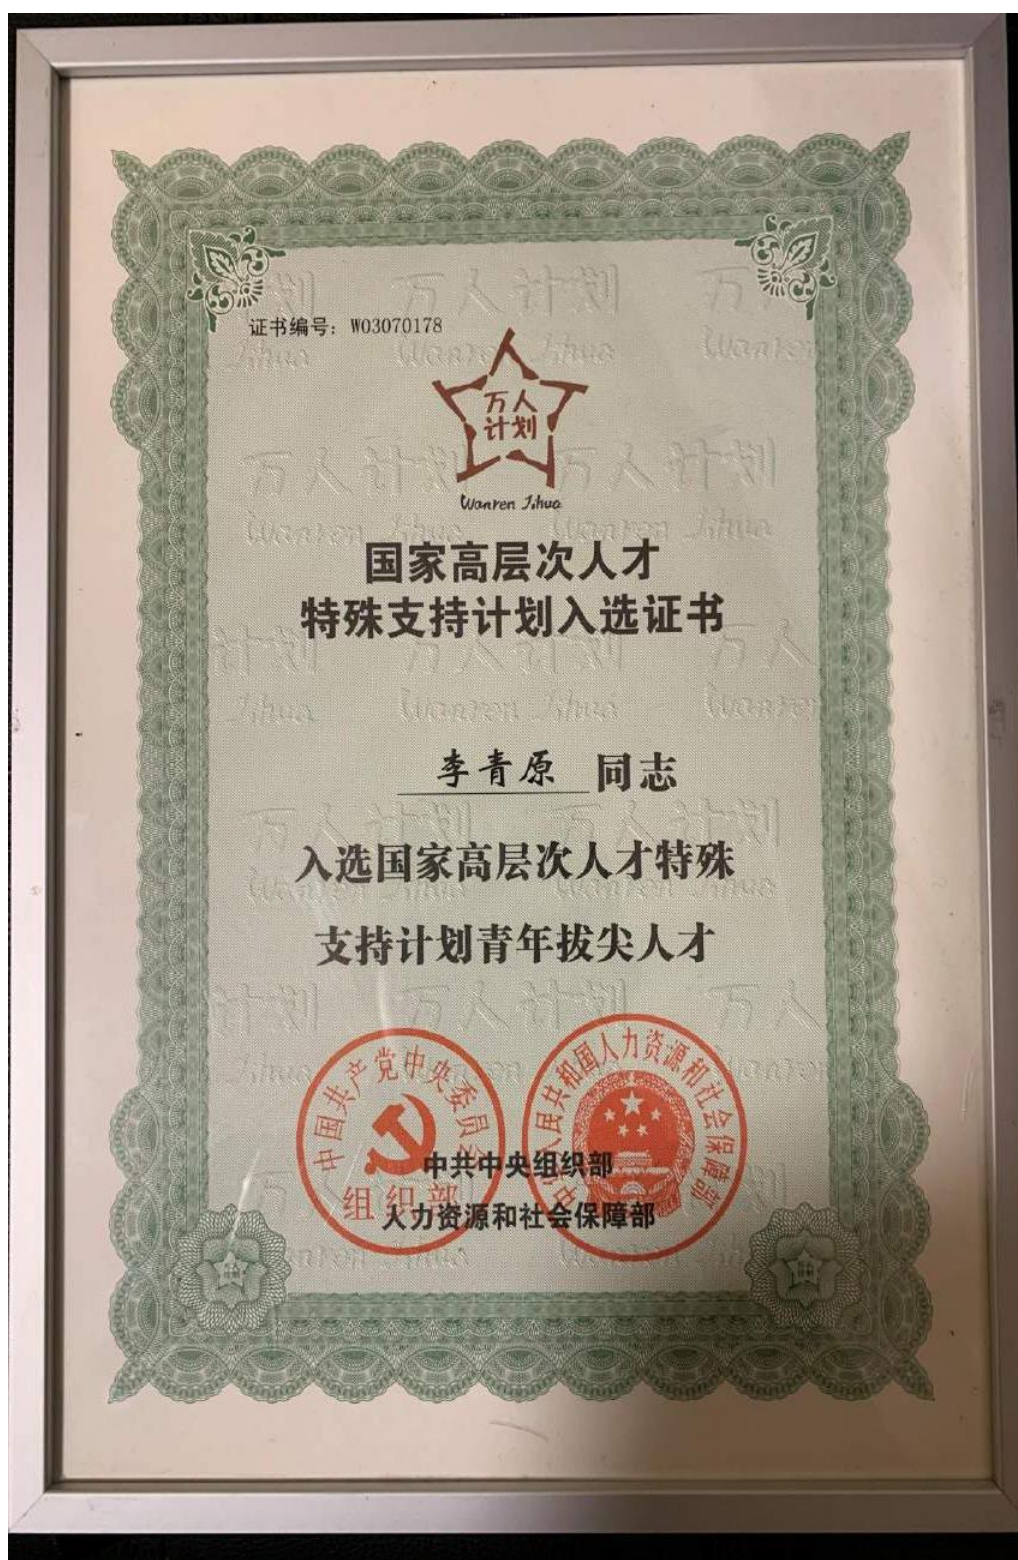 证书编号：W03070178
万人
计划
Wanren Jihua
国家高层次人才
特殊支持计划入选证书
李青原 同志
入选国家高层次人才特殊
支持计划青年拔尖人才
中国共产党中央委员会
组织部
中华人民共和国人力资源和社会保障部
中共中央组织部
人力资源和社会保障部